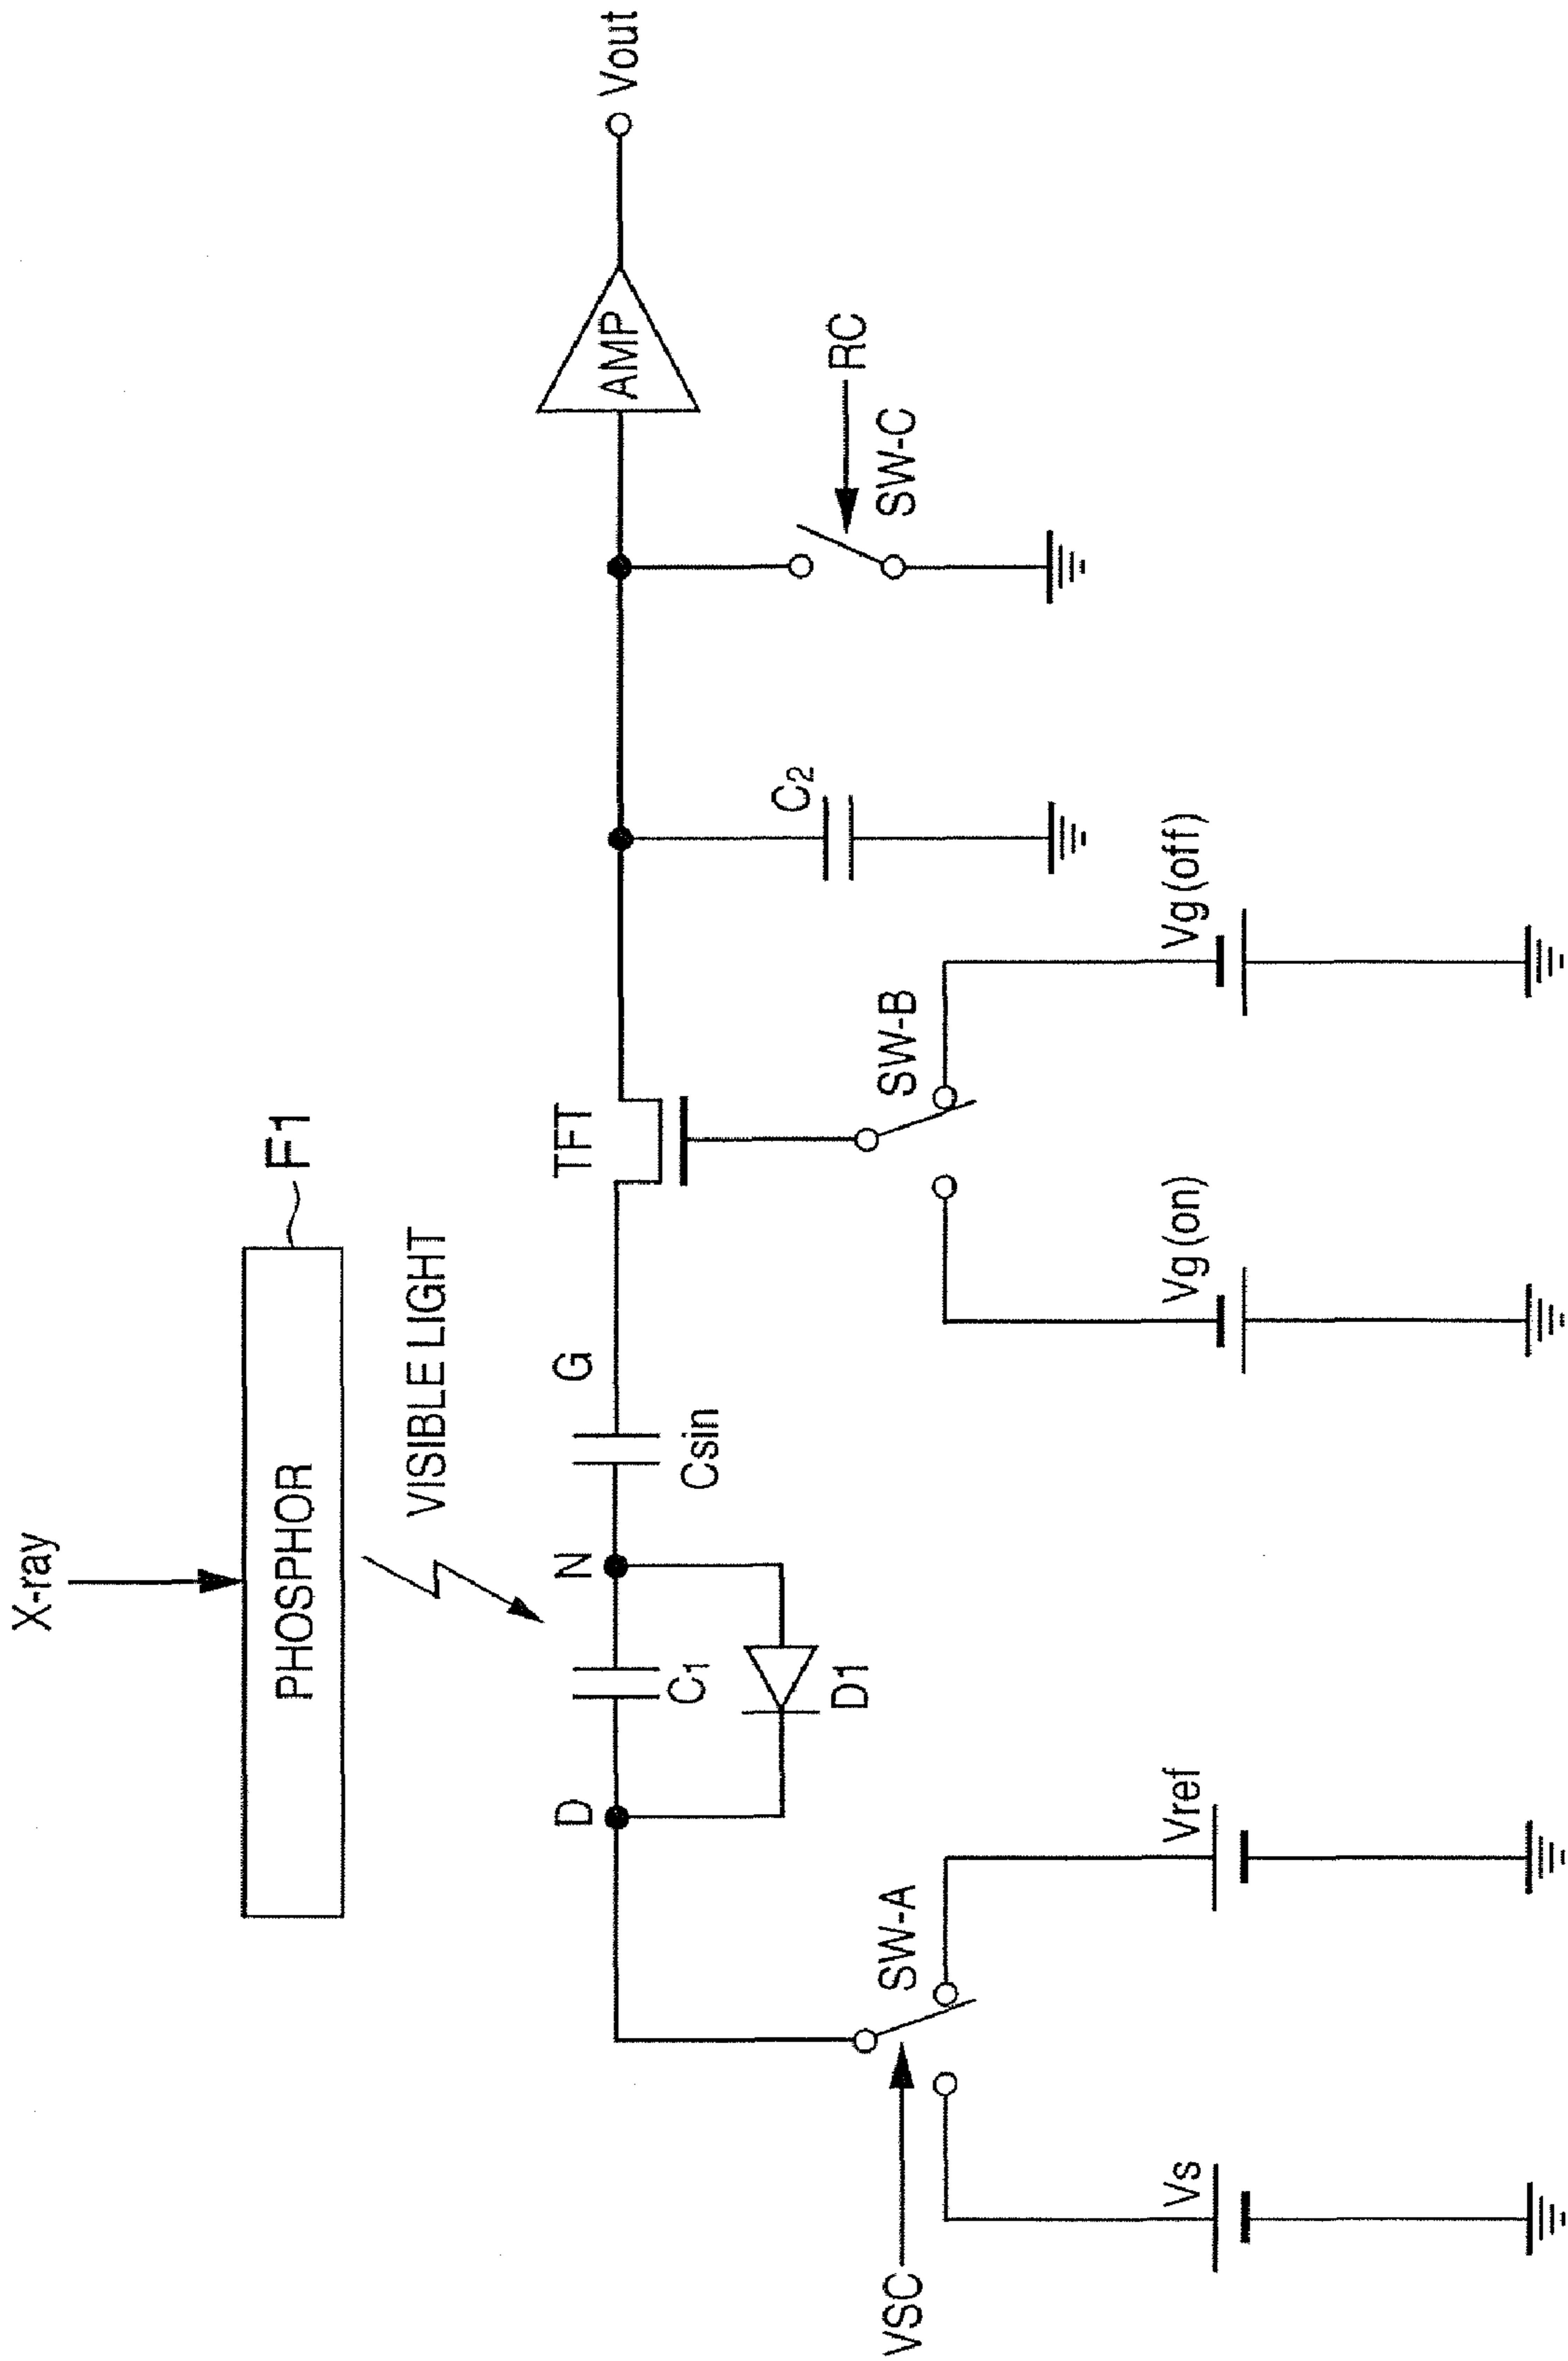 X-ray
PHOSPHOR
F1
VISIBLE LIGHT
D
N
G
TFT
C1
Csin
D1
AMP
Vout
C2
RC
SW-C
VSC
SW-A
SW-B
Vs
Vref
Vg (on)
Vg (off)